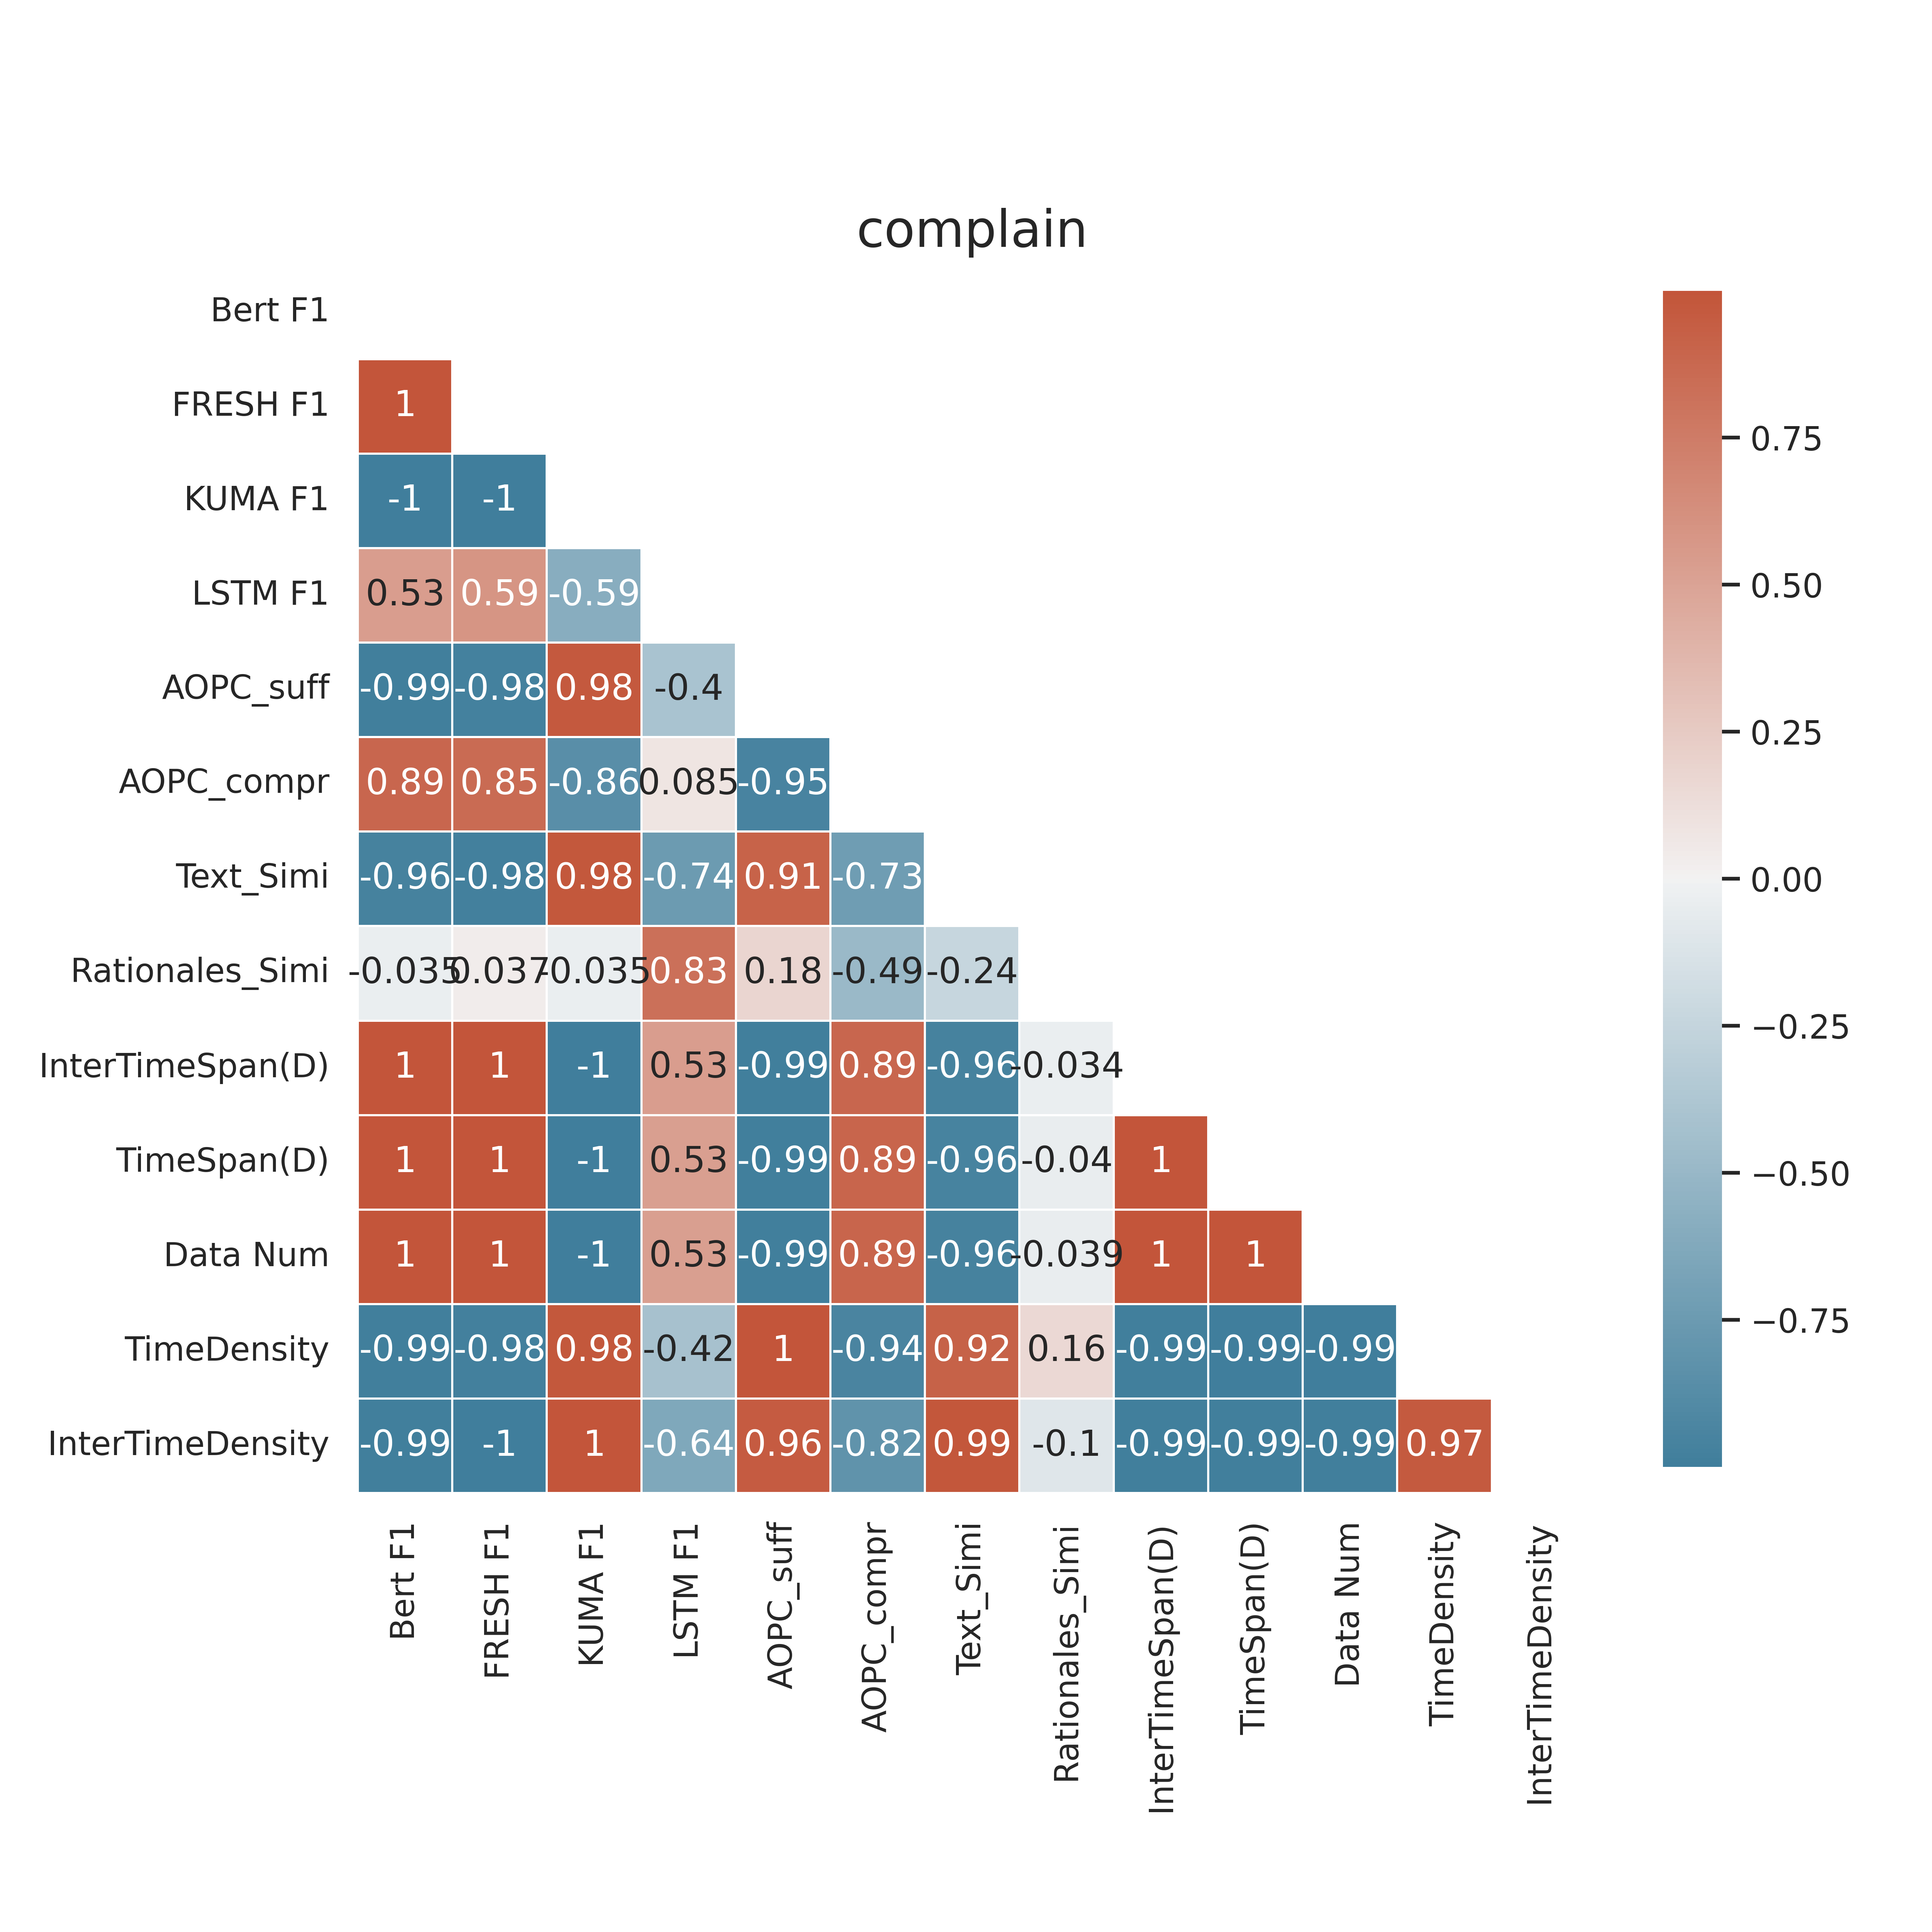 complain
Bert F1
FRESH F1 1
KUMA F1 -1 -1
LSTM F1 0.53 0.59 -0.59
AOPC_suff -0.99 -0.98 0.98 -0.4
AOPC_compr 0.89 0.85 -0.86 0.085 -0.95
Text_Simi -0.96 -0.98 0.98 -0.74 0.91 -0.73
Rationales_Simi -0.035 0.037 -0.035 0.83 0.18 -0.49 -0.24
InterTimeSpan(D) 1 1 -1 0.53 -0.99 0.89 -0.96 -0.034
TimeSpan(D) 1 1 -1 0.53 -0.99 0.89 -0.96 -0.04 1
Data Num 1 1 -1 0.53 -0.99 0.89 -0.96 -0.039 1 1
TimeDensity -0.99 -0.98 0.98 -0.42 1 -0.94 0.92 0.16 -0.99 -0.99 -0.99
InterTimeDensity -0.99 -1 1 -0.64 0.96 -0.82 0.99 -0.1 -0.99 -0.99 -0.99 0.97
Bert F1
FRESH F1
KUMA F1
LSTM F1
AOPC_suff
AOPC_compr
Text_Simi
Rationales_Simi
InterTimeSpan(D)
TimeSpan(D)
Data Num
TimeDensity
InterTimeDensity
0.75
0.50
0.25
0.00
−0.25
−0.50
−0.75